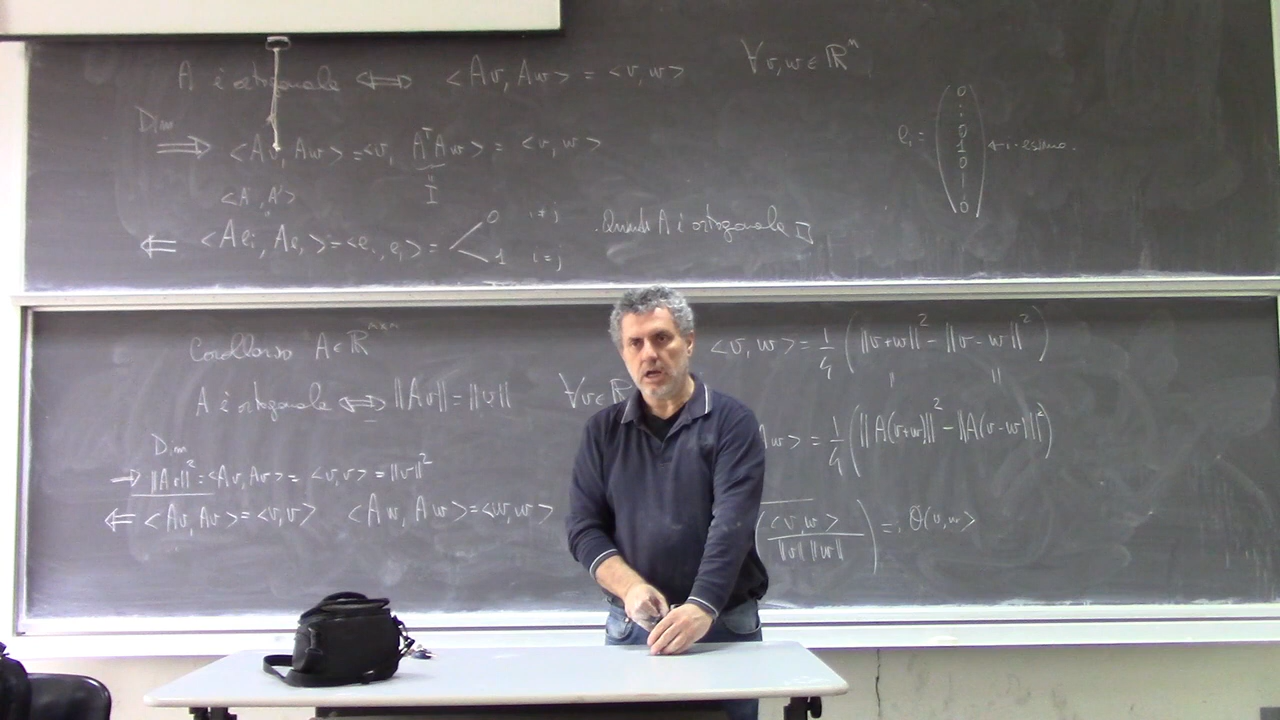 A è ortogonale ⟺ <Av, Aw> = <v, w> ∀v,w ∈ ℝⁿ
Dim
⟹ <Av, Aw> = <v, AᵀAw> = <v, w>
I
<Aⁱ, Aʲ>
⟸ <Aeᵢ, Aeⱼ> = <eᵢ, eⱼ> = 0 i≠j
1 i=j
Quindi A è ortogonale □
eᵢ = (0 0 1 0 0) ← i-esimo.
Corollario A ∈ ℝⁿˣⁿ
A è ortogonale ⟺ ||Av|| = ||v|| ∀v ∈ ℝ
Dim
→ ||Av||² = <Av, Av> = <v, v> = ||v||²
⟸ <Av, Av> = <v, v> <Aw, Aw> = <w, w>
<v, w> = 1/4 (||v+w||² - ||v-w||²)
Aw> = 1/4 (||A(v+w)||² - ||A(v-w)||²)
(<v, w> / ||v|| ||w||) =: θ(v, w)